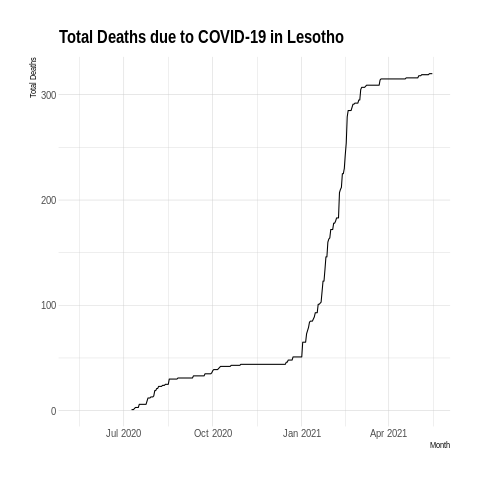 Total Deaths due to COVID-19 in Lesotho
Total Deaths
300
200
100
0
Jul 2020 Oct 2020 Jan 2021 Apr 2021
Month